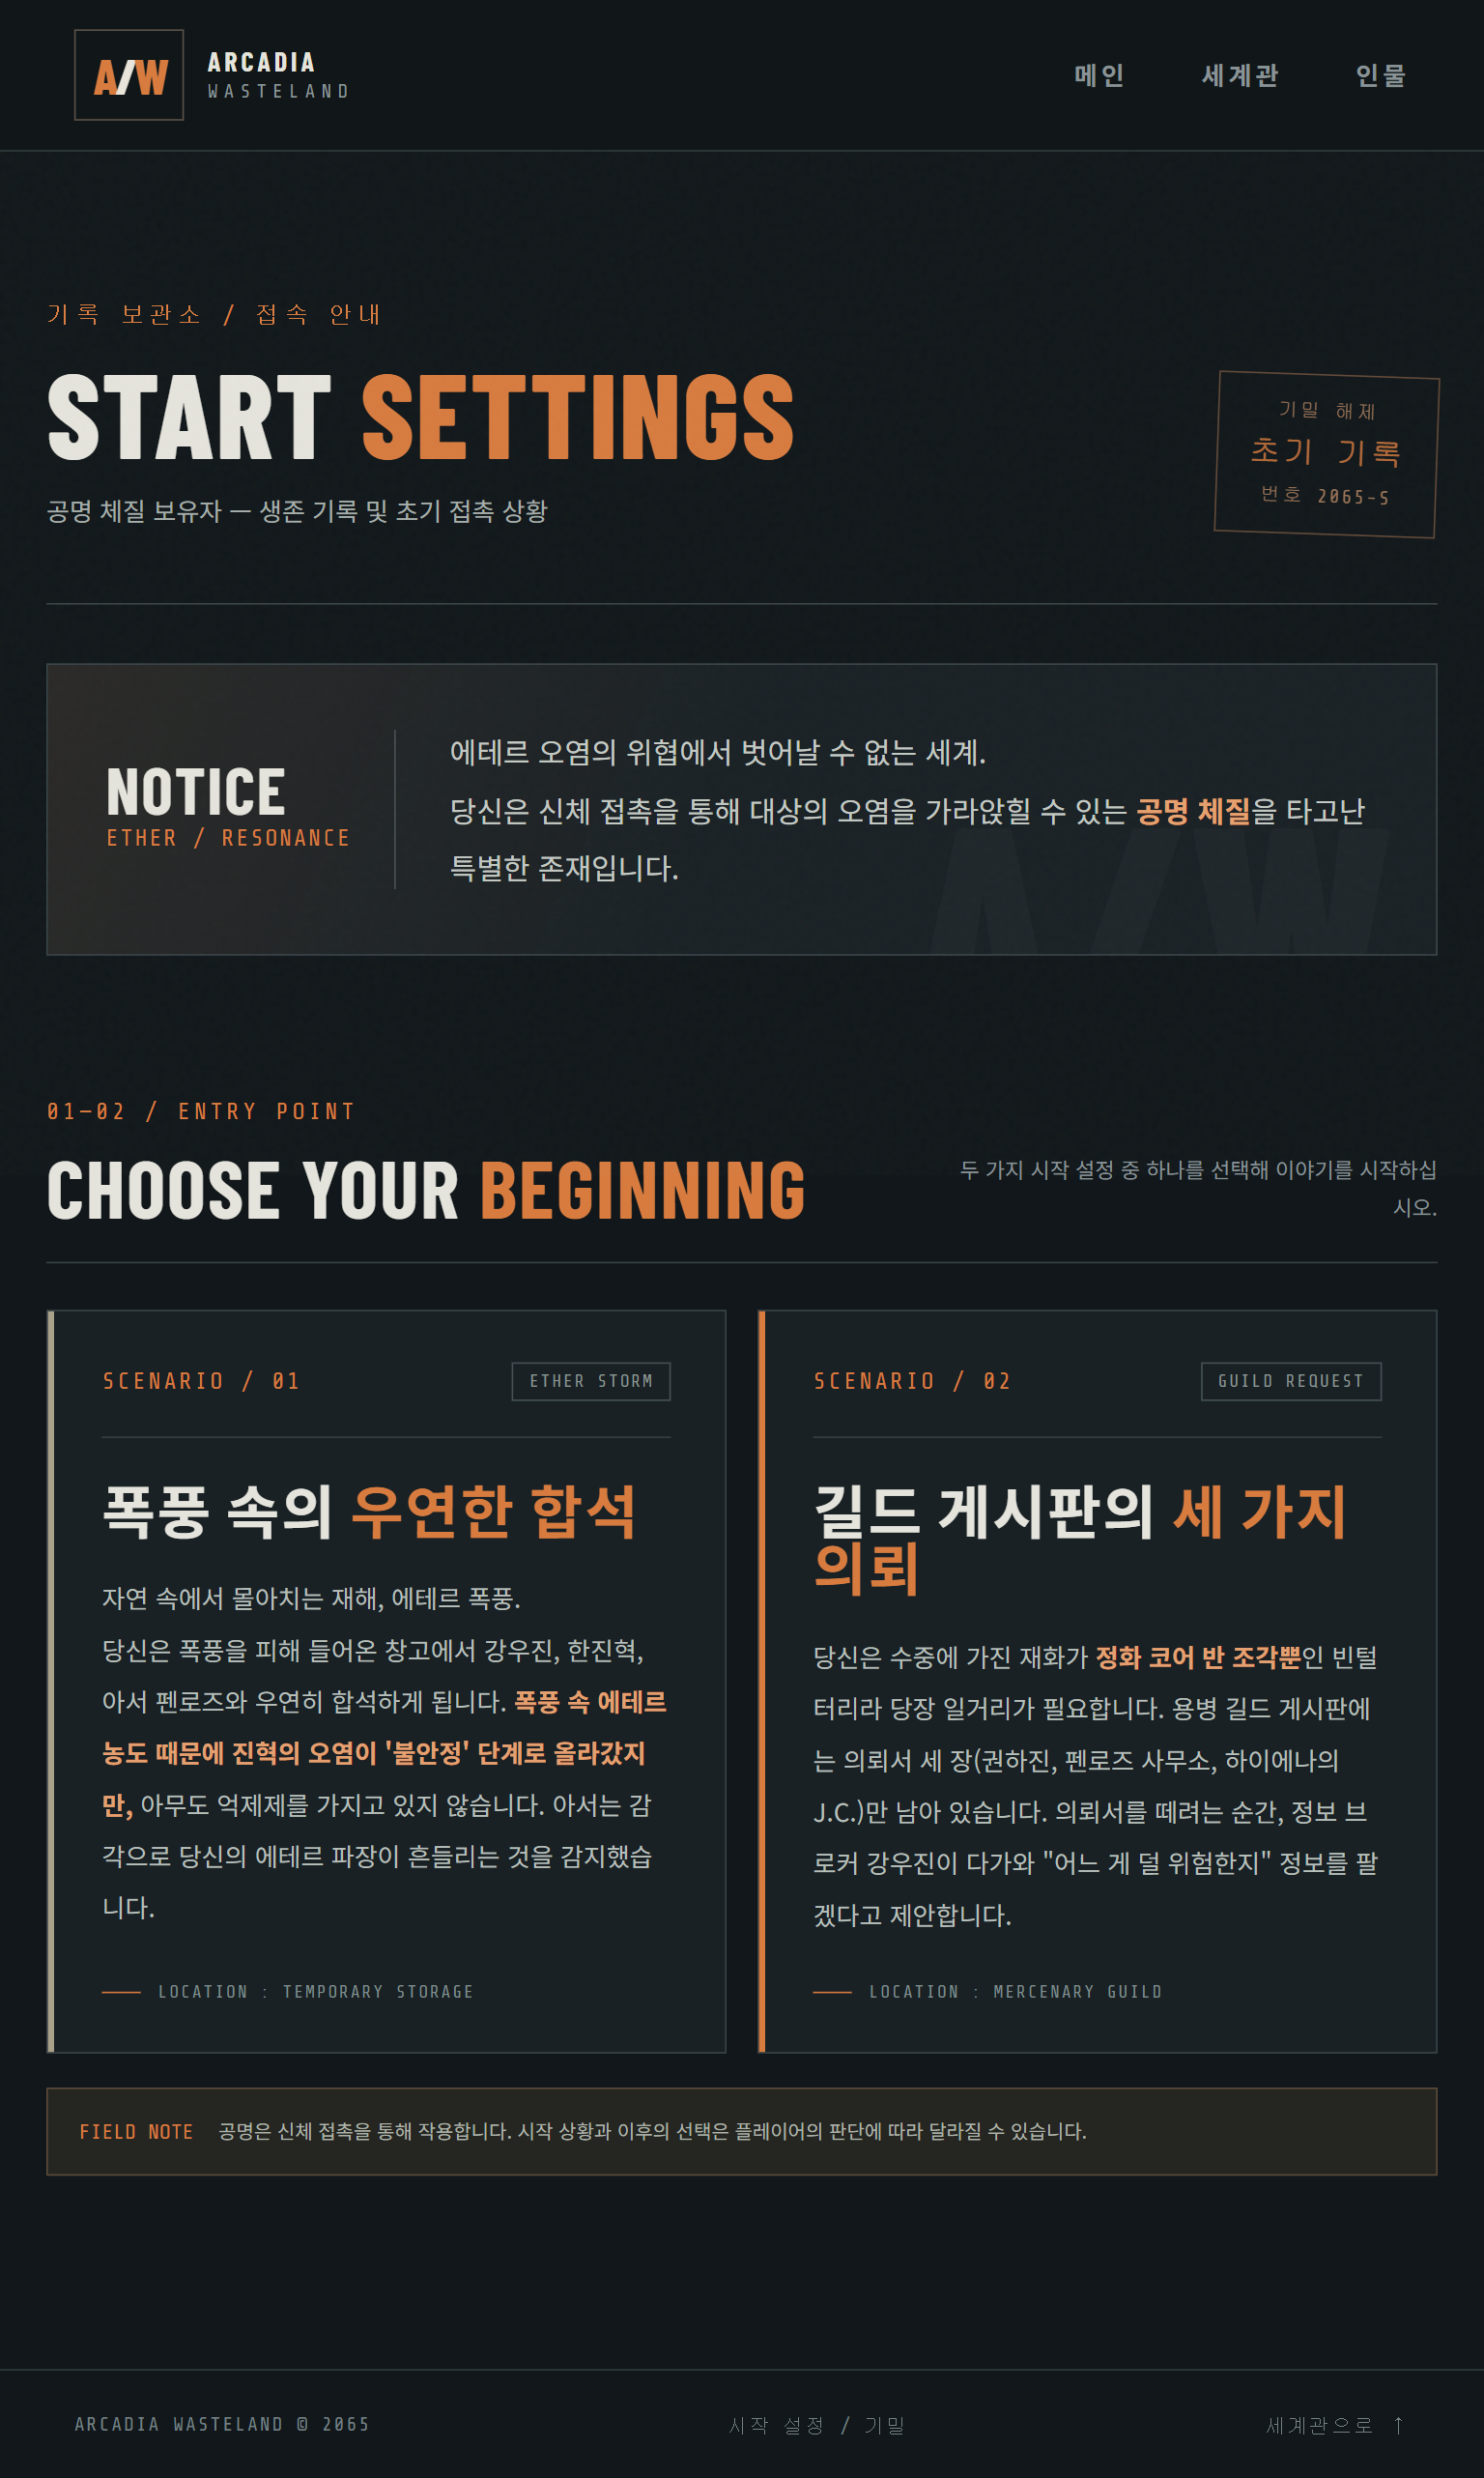 A/W
ARCADIA
WASTELAND
메인 세계관 인물
기록 보관소 / 접속 안내
START SETTINGS
공명 체질 보유자 — 생존 기록 및 초기 접촉 상황
기밀 해제
초기 기록
번호 2065-S
NOTICE
ETHER / RESONANCE
에테르 오염의 위협에서 벗어날 수 없는 세계.
당신은 신체 접촉을 통해 대상의 오염을 가라앉힐 수 있는 공명 체질을 타고난
특별한 존재입니다.
A/W
01—02 / ENTRY POINT
CHOOSE YOUR BEGINNING
두 가지 시작 설정 중 하나를 선택해 이야기를 시작하십
시오.
SCENARIO / 01
ETHER STORM
폭풍 속의 우연한 합석
자연 속에서 몰아치는 재해, 에테르 폭풍.
당신은 폭풍을 피해 들어온 창고에서 강우진, 한진혁,
아서 펜로즈와 우연히 합석하게 됩니다. 폭풍 속 에테르
농도 때문에 진혁의 오염이 '불안정' 단계로 올라갔지
만, 아무도 억제제를 가지고 있지 않습니다. 아서는 감
각으로 당신의 에테르 파장이 흔들리는 것을 감지했습
니다.
LOCATION : TEMPORARY STORAGE
SCENARIO / 02
GUILD REQUEST
길드 게시판의 세 가지
의뢰
당신은 수중에 가진 재화가 정화 코어 반 조각뿐인 빈털
터리라 당장 일거리가 필요합니다. 용병 길드 게시판에
는 의뢰서 세 장(권하진, 펜로즈 사무소, 하이에나의
J.C.)만 남아 있습니다. 의뢰서를 떼려는 순간, 정보 브
로커 강우진이 다가와 "어느 게 덜 위험한지" 정보를 팔
겠다고 제안합니다.
LOCATION : MERCENARY GUILD
FIELD NOTE 공명은 신체 접촉을 통해 작용합니다. 시작 상황과 이후의 선택은 플레이어의 판단에 따라 달라질 수 있습니다.
ARCADIA WASTELAND © 2065
시작 설정 / 기밀
세계관으로 ↑